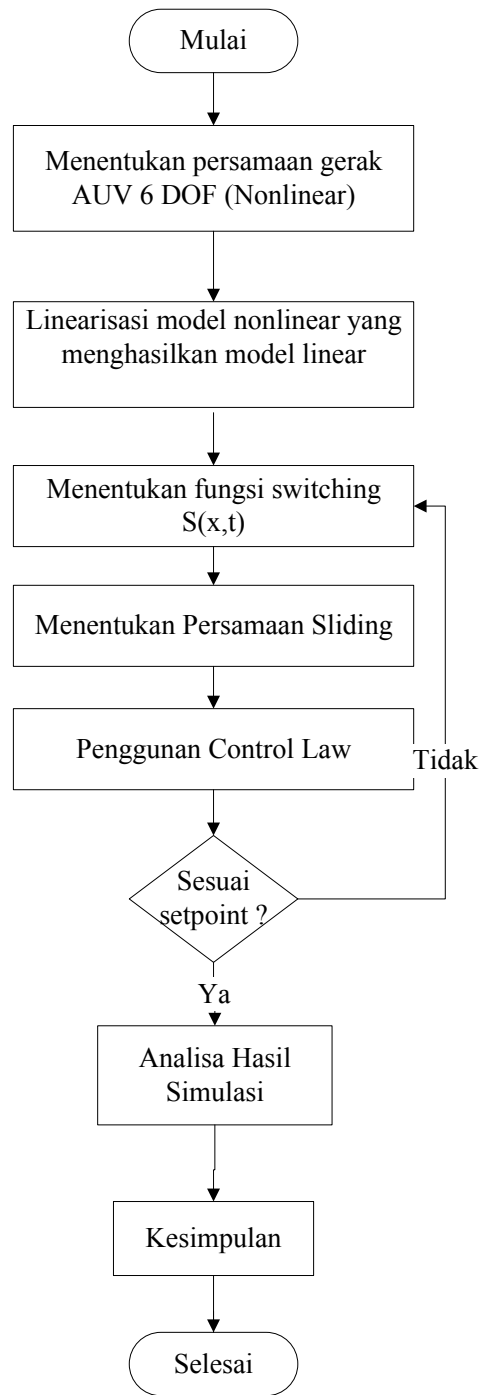 Mulai
Menentukan persamaan gerak
AUV 6 DOF (Nonlinear)
Linearisasi model nonlinear yang
menghasilkan model linear
Menentukan fungsi switching
S(x,t)
Menentukan Persamaan Sliding
Penggunan Control Law
Tidak
Sesuai
setpoint ?
Ya
Analisa Hasil
Simulasi
Kesimpulan
Selesai